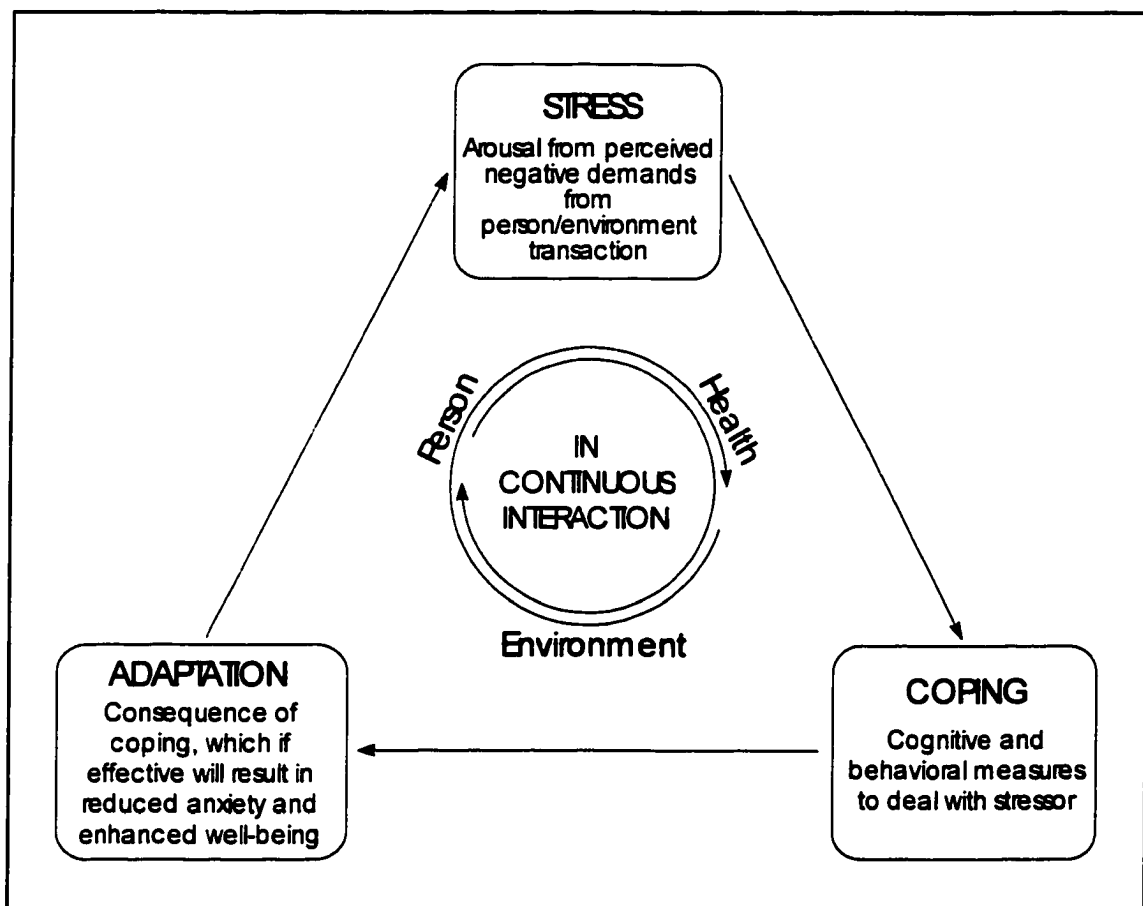 STRESS
Arousal from perceived
negative demands
from
person/environment
transaction
Person
Health
IN
CONTINUOUS
INTERACTION
Environment
ADAPTATION
Consequence of
coping, which if
effective will result in
reduced anxiety and
enhanced well-being
COPING
Cognitive and
behavioral measures
to deal with stressor